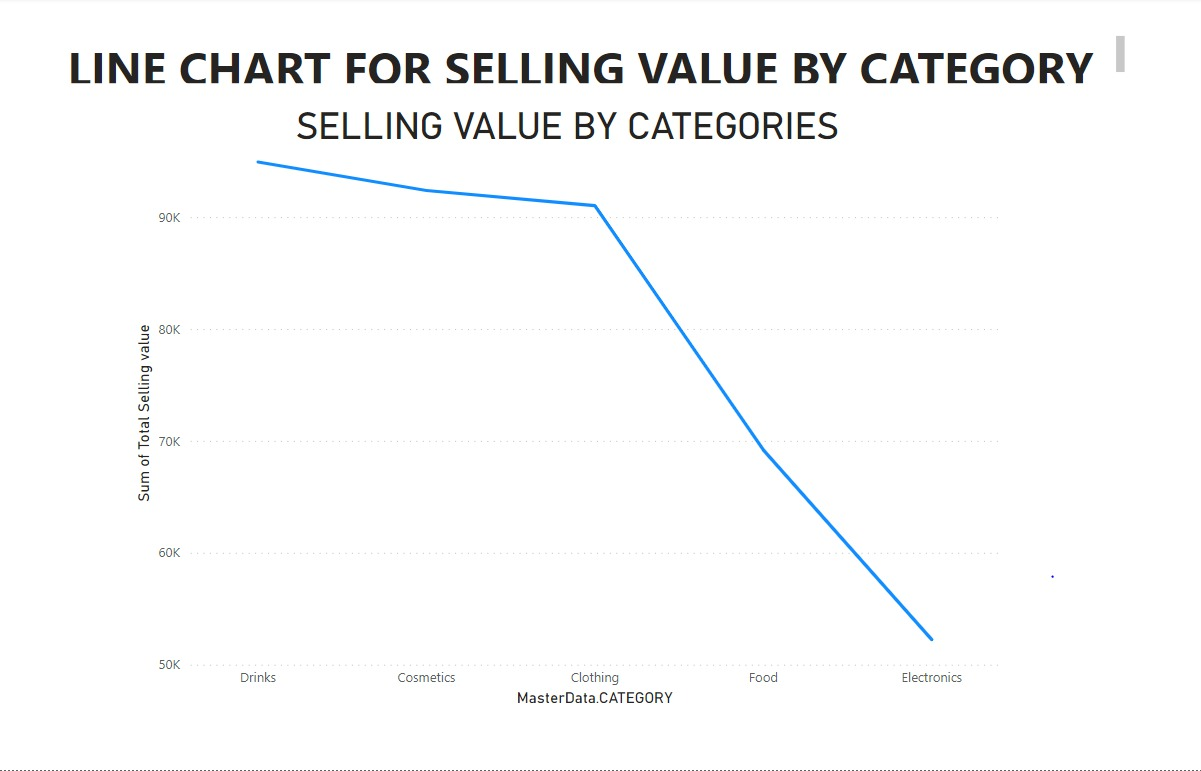 LINE CHART FOR SELLING VALUE BY CATEGORY
SELLING VALUE BY CATEGORIES
90K
80K
70K
60K
50K
Sum of Total Selling value
Drinks Cosmetics Clothing Food Electronics
MasterData.CATEGORY